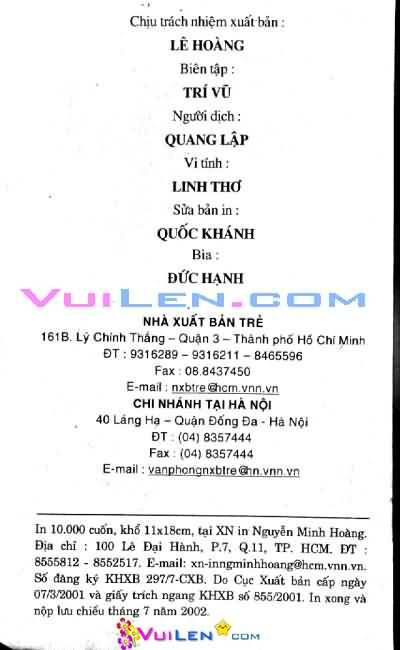 Chịu trách nhiệm xuất bản :
LÊ HOÀNG
Biên tập :
TRÍ VŨ
Người dịch :
QUANG LẬP
Vi tính :
LINH THƠ
Sửa bản in :
QUỐC KHÁNH
Bìa :
ĐỨC HẠNH
VuiLen.com
NHÀ XUẤT BẢN TRẺ
161B. Lý Chính Thắng – Quận 3 – Thành phố Hồ Chí Minh
ĐT : 9316289 – 9316211 – 8465596
Fax : 08.8437450
E-mail : nxbtre@hcm.vnn.vn
CHI NHÁNH TẠI HÀ NỘI
40 Láng Hạ – Quận Đống Đa - Hà Nội
ĐT : (04) 8357444
Fax : (04) 8357444
E-mail : vanphongnxbtre@hn.vnn.vn
In 10.000 cuốn, khổ 11x18cm, tại XN in Nguyễn Minh Hoàng.
Địa chỉ : 100 Lê Đại Hành, P.7, Q.11, TP. HCM. ĐT :
8555812 - 8552517. E-mail: xn-inngminhhoang@hcm.vnn.vn.
Số đăng ký KHXB 297/7-CXB. Do Cục Xuất bản cấp ngày
07/3/2001 và giấy trích ngang KHXB số 855/2001. In xong và
nộp lưu chiểu tháng 7 năm 2002.
VuiLen.com